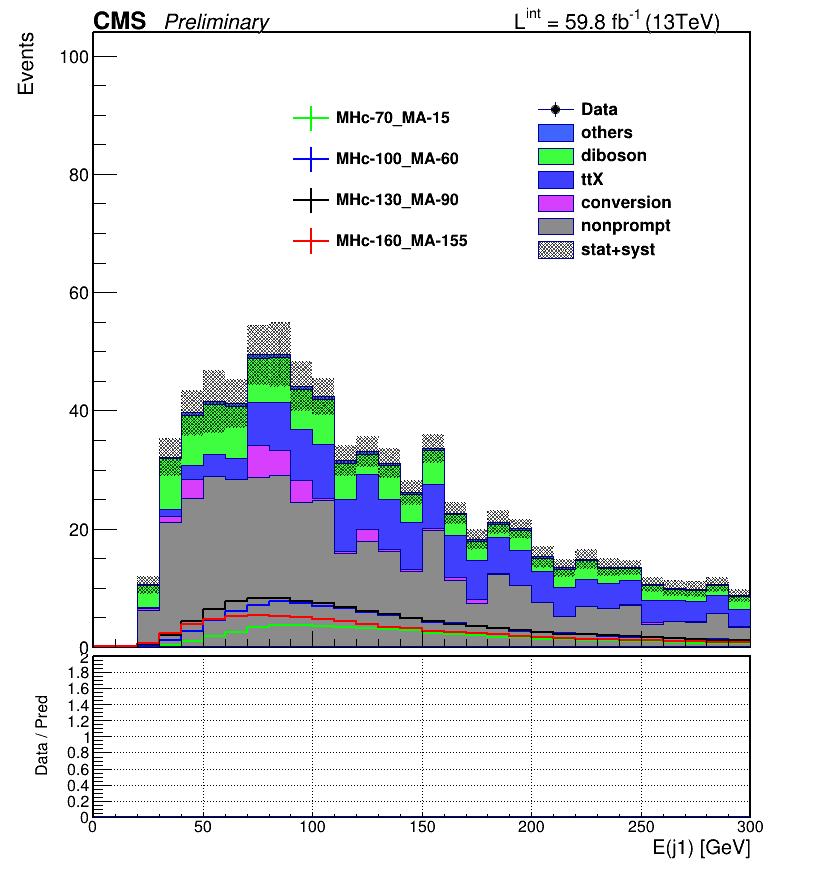 CMS Preliminary L^int = 59.8 fb^-1 (13TeV)
Events
100
80
60
40
20
0
MHc-70_MA-15
MHc-100_MA-60
MHc-130_MA-90
MHc-160_MA-155
Data
others
diboson
ttX
conversion
nonprompt
stat+syst
Data / Pred
2
1.8
1.6
1.4
1.2
1
0.8
0.6
0.4
0.2
0
0 50 100 150 200 250 300
E(j1) [GeV]